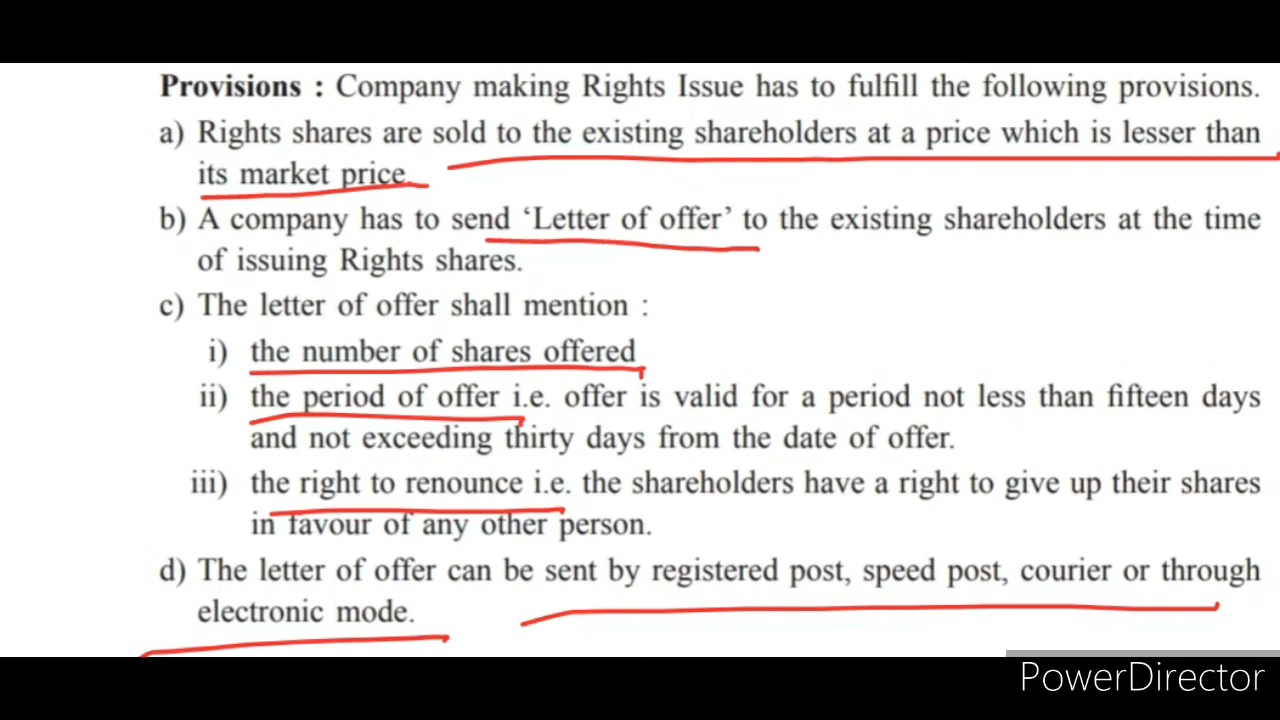 Provisions : Company making Rights Issue has to fulfill the following provisions.
a) Rights shares are sold to the existing shareholders at a price which is lesser than
its market price.
b) A company has to send ‘Letter of offer’ to the existing shareholders at the time
of issuing Rights shares.
c) The letter of offer shall mention :
i) the number of shares offered
ii) the period of offer i.e. offer is valid for a period not less than fifteen days
and not exceeding thirty days from the date of offer.
iii) the right to renounce i.e. the shareholders have a right to give up their shares
in favour of any other person.
d) The letter of offer can be sent by registered post, speed post, courier or through
electronic mode.
PowerDirector